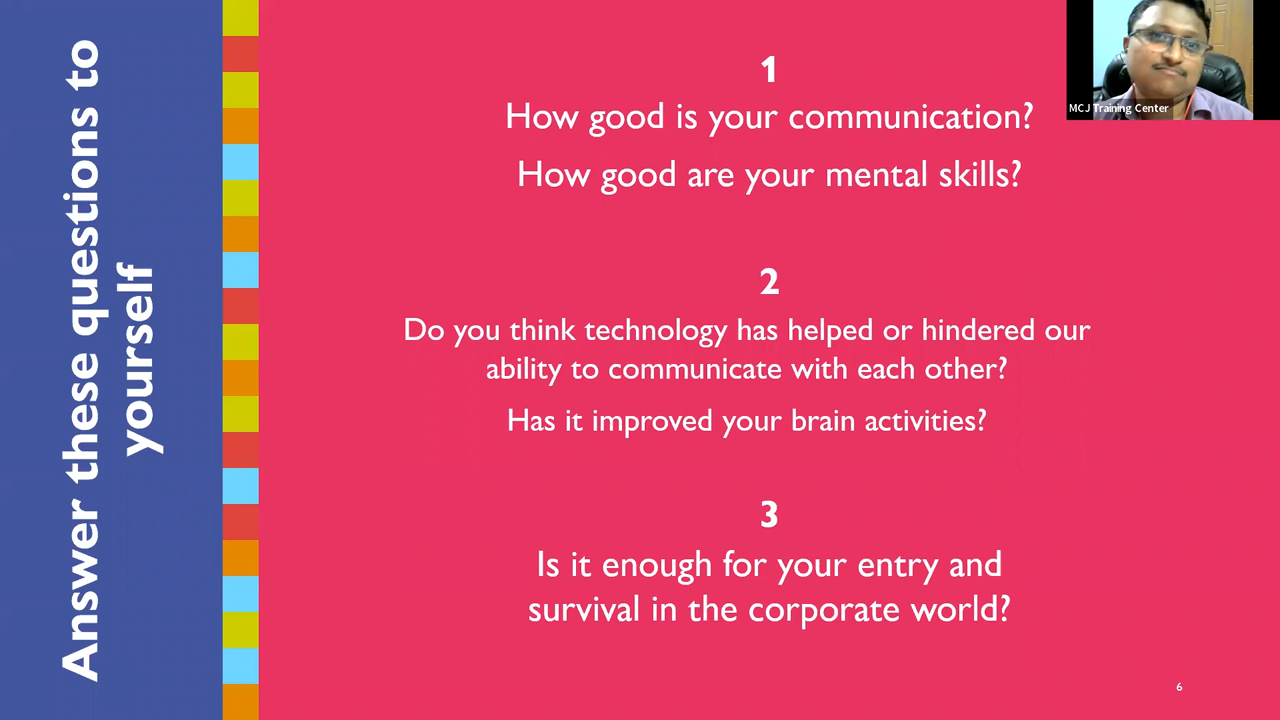 Answer these questions to
yourself
1
How good is your communication?
How good are your mental skills?
2
Do you think technology has helped or hindered our
ability to communicate with each other?
Has it improved your brain activities?
3
Is it enough for your entry and
survival in the corporate world?
MCJ Training Center
6